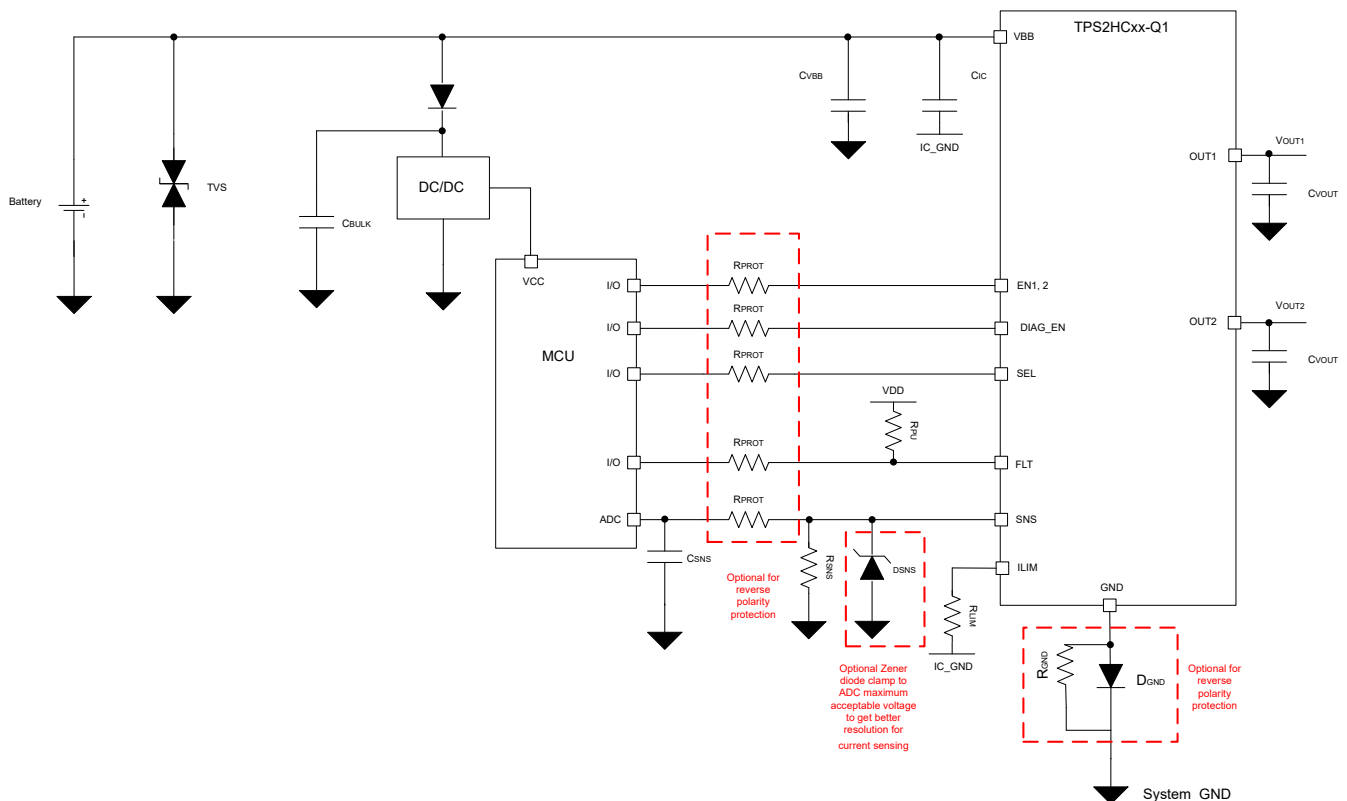 TPS2HCxx-Q1
VBB
CVBB
CIC
IC_GND
Battery
+
-
TVS
CBULK
DC/DC
VCC
MCU
I/O
RPROT
EN1, 2
I/O
RPROT
DIAG_EN
I/O
RPROT
SEL
VDD
RPU
I/O
RPROT
FLT
ADC
RPROT
SNS
CSNS
RSNS
DSNS
ILIM
RLIM
IC_GND
OUT1
VOUT1
CVOUT
OUT2
VOUT2
CVOUT
GND
RGND
DGND
Optional for
reverse
polarity
protection
Optional Zener
diode clamp to
ADC maximum
acceptable voltage
to get better
resolution for
current sensing
Optional for
reverse
polarity
protection
System GND